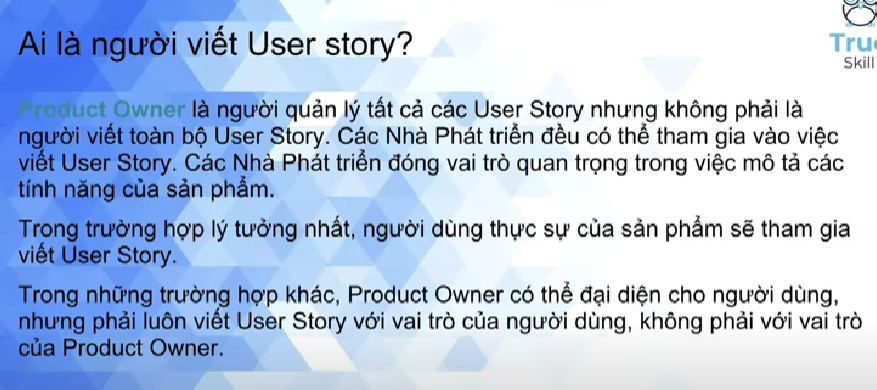 Ai là người viết User story?
Skill
Product Owner là người quản lý tất cả các User Story nhưng không phải là
người viết toàn bộ User Story. Các Nhà Phát triển đều có thể tham gia vào việc
viết User Story. Các Nhà Phát triển đóng vai trò quan trọng trong việc mô tả các
tính năng của sản phẩm.
Trong trường hợp lý tưởng nhất, người dùng thực sự của sản phẩm sẽ tham gia
viết User Story.
Trong những trường hợp khác, Product Owner có thể đại diện cho người dùng,
nhưng phải luôn viết User Story với vai trò của người dùng, không phải với vai trò
của Product Owner.